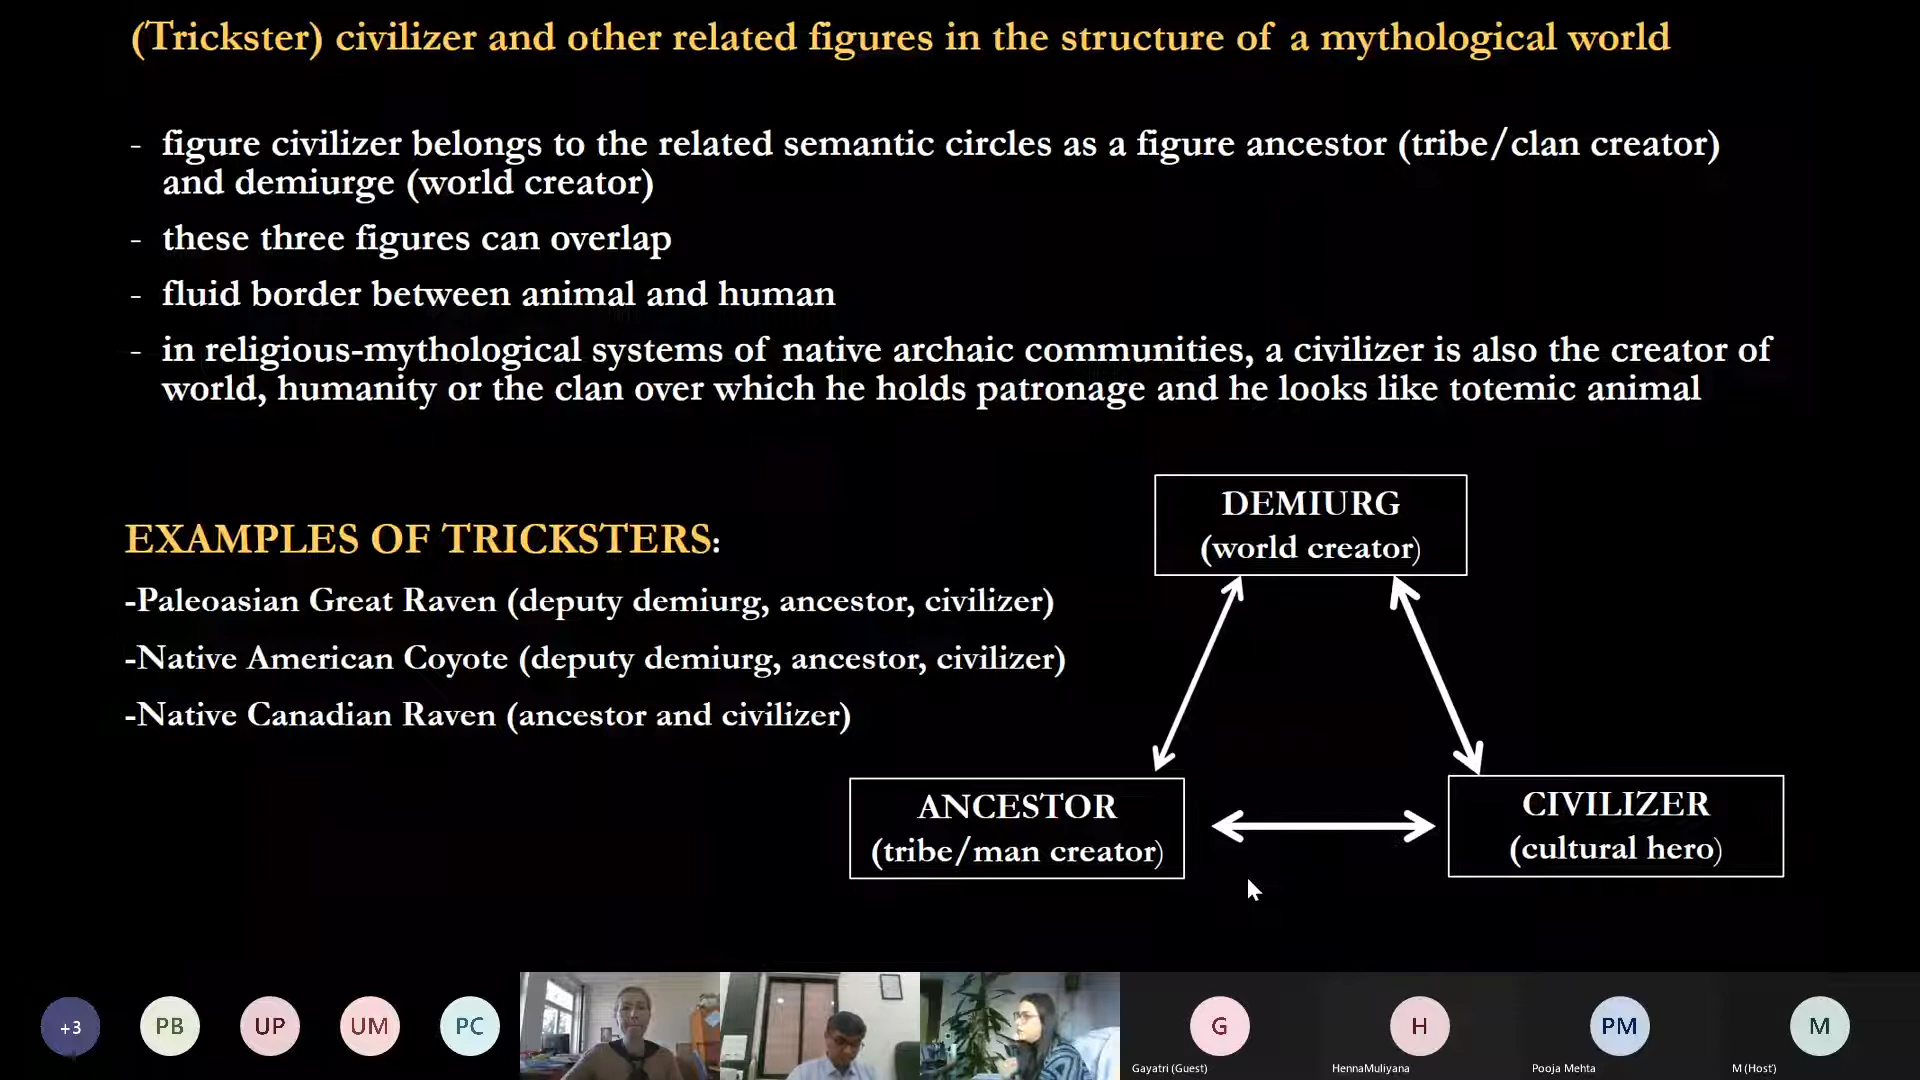 (Trickster) civilizer and other related figures in the structure of a mythological world
- figure civilizer belongs to the related semantic circles as a figure ancestor (tribe/clan creator)
and demiurge (world creator)
- these three figures can overlap
- fluid border between animal and human
- in religious-mythological systems of native archaic communities, a civilizer is also the creator of
world, humanity or the clan over which he holds patronage and he looks like totemic animal
EXAMPLES OF TRICKSTERS:
-Paleoasian Great Raven (deputy demiurg, ancestor, civilizer)
-Native American Coyote (deputy demiurg, ancestor, civilizer)
-Native Canadian Raven (ancestor and civilizer)
DEMIURG
(world creator)
ANCESTOR
(tribe/man creator)
CIVILIZER
(cultural hero)
+3
PB
UP
UM
PC
G
Gayatri (Guest)
H
HennaMuliyana
PM
Pooja Mehta
M
M (Host')